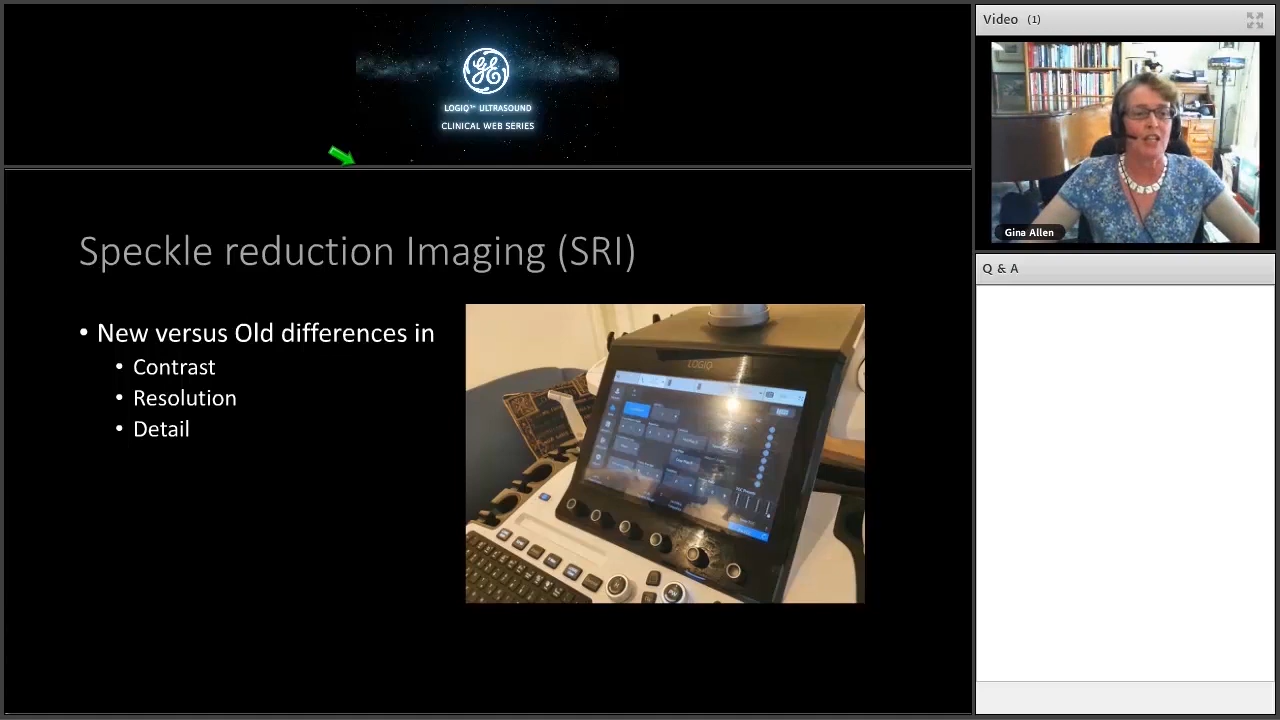 LOGIQ™ ULTRASOUND
CLINICAL WEB SERIES
Speckle reduction Imaging (SRI)
• New versus Old differences in
• Contrast
• Resolution
• Detail
LOGIQ
Video (1)
Gina Allen
Q & A